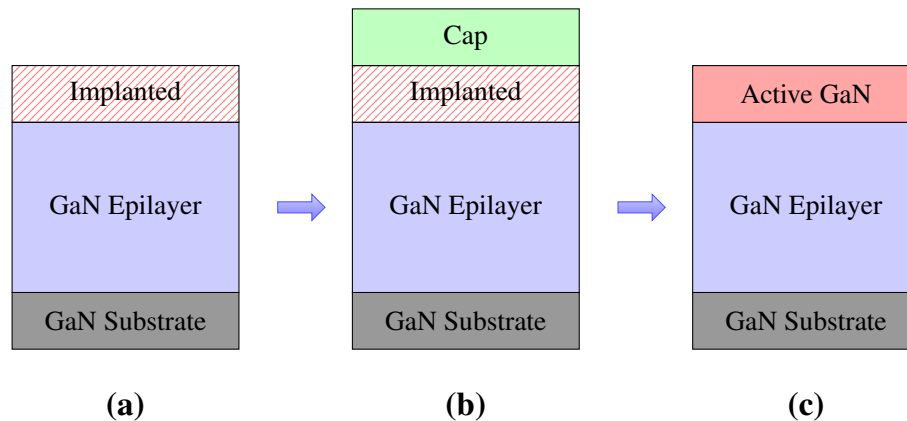 Implanted
GaN Epilayer
GaN Substrate
(a)
Cap
Implanted
GaN Epilayer
GaN Substrate
(b)
Active GaN
GaN Epilayer
GaN Substrate
(c)